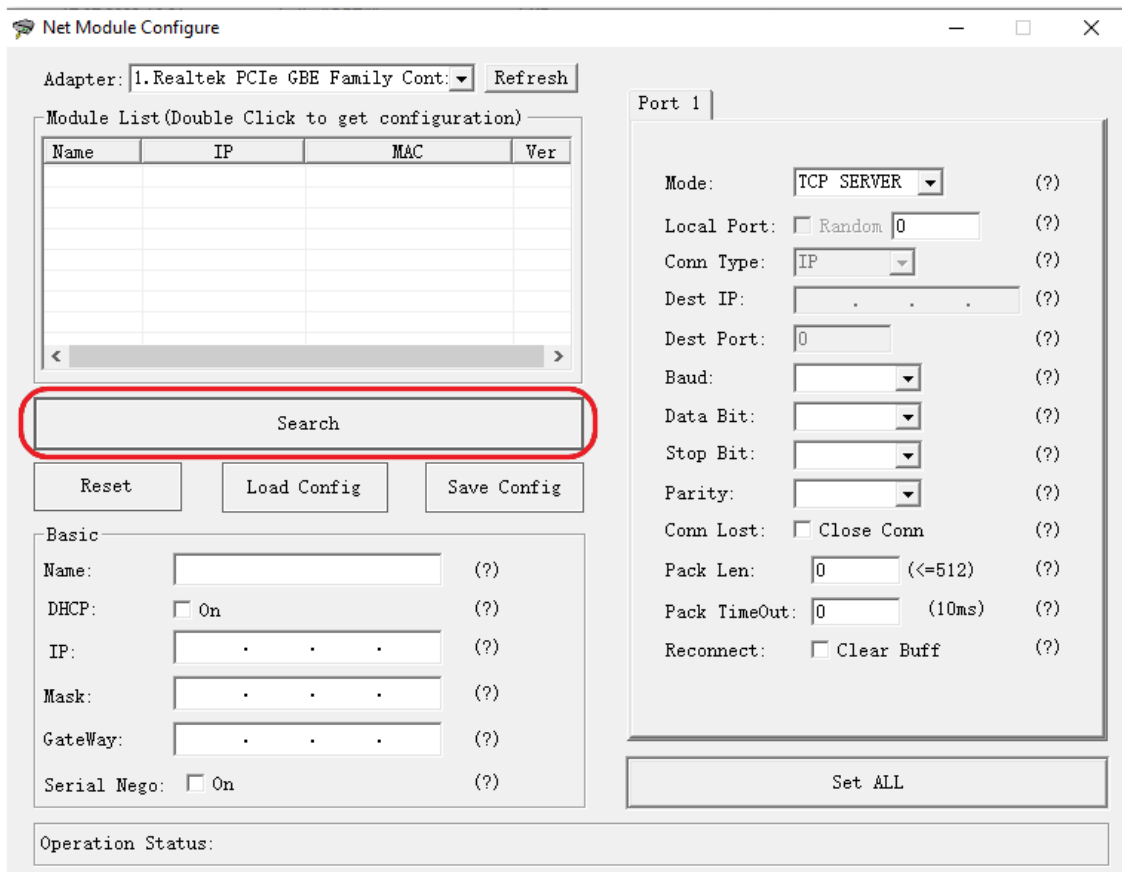 Net Module Configure
Adapter: 1.Realtek PCIe GBE Family Cont: Refresh
Module List(Double Click to get configuration)
Name IP MAC Ver
Search
Reset Load Config Save Config
Basic
Name: (?)
DHCP: On (?)
IP: . . . (?)
Mask: . . . (?)
GateWay: . . . (?)
Serial Nego: On (?)
Port 1
Mode: TCP SERVER (?)
Local Port: Random 0 (?)
Conn Type: IP (?)
Dest IP: . . . (?)
Dest Port: 0 (?)
Baud: (?)
Data Bit: (?)
Stop Bit: (?)
Parity: (?)
Conn Lost: Close Conn (?)
Pack Len: 0 (<=512) (?)
Pack TimeOut: 0 (10ms) (?)
Reconnect: Clear Buff (?)
Set ALL
Operation Status: